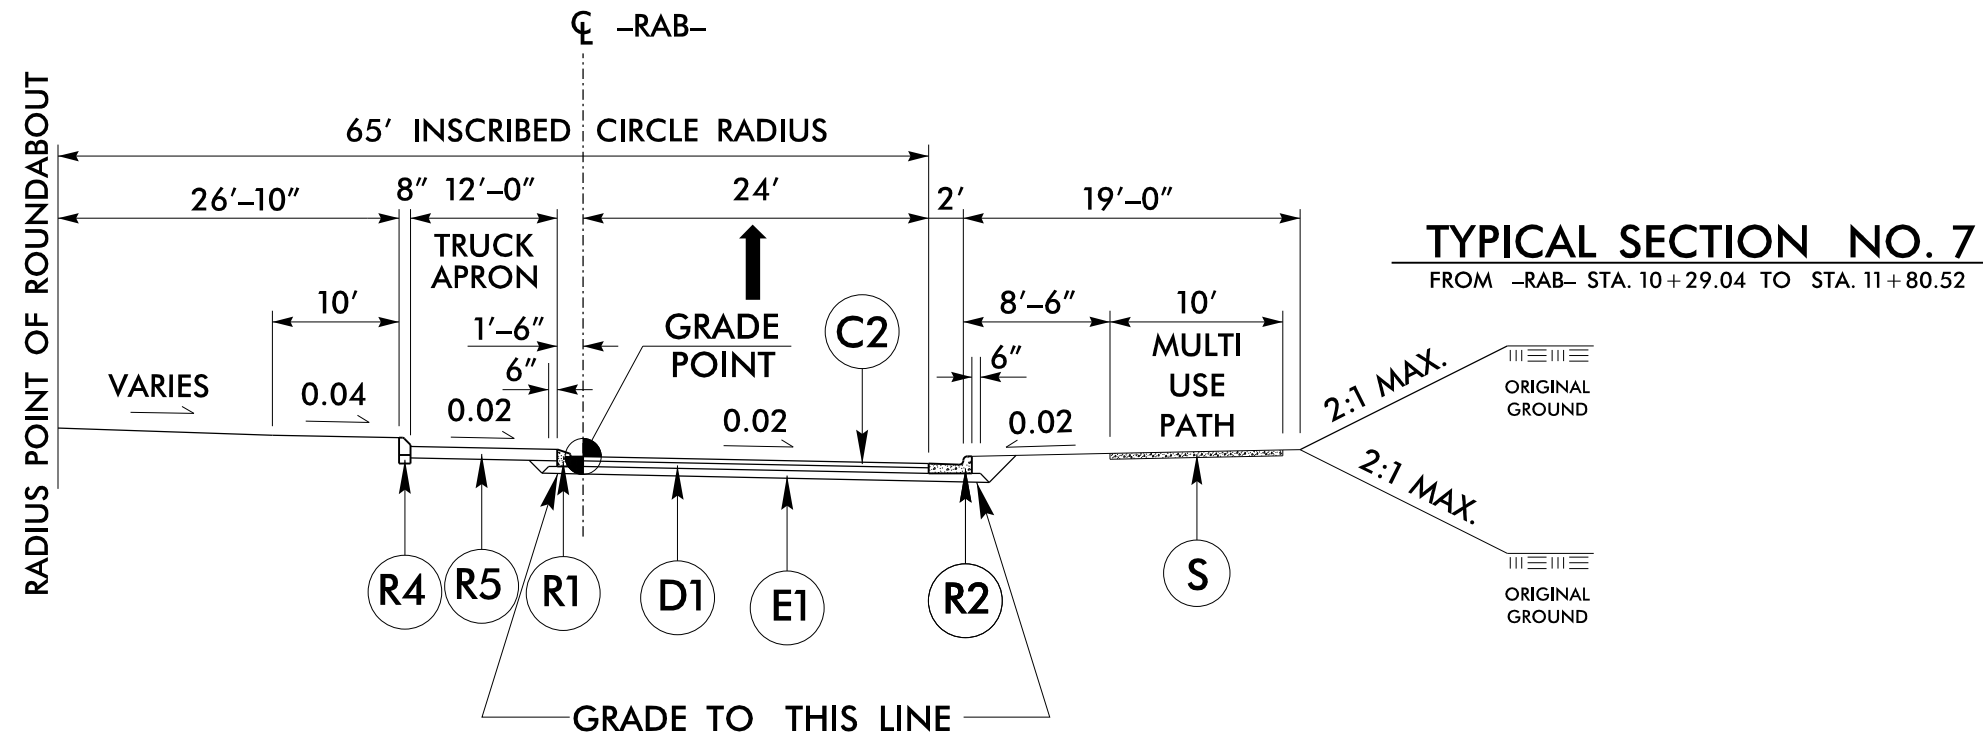 ℄ –RAB–
RADIUS POINT OF ROUNDABOUT
65′ INSCRIBED CIRCLE RADIUS
26′–10″
8″
12′–0″
24′
2′
19′–0″
TRUCK
APRON
TYPICAL SECTION NO. 7
FROM –RAB– STA. 10+29.04 TO STA. 11+80.52
10′
1′–6″
6″
GRADE
POINT
C2
8′–6″
10′
6″
MULTI
USE
PATH
VARIES
0.04
0.02
0.02
0.02
2:1 MAX.
ORIGINAL
GROUND
2:1 MAX.
ORIGINAL
GROUND
R4
R5
R1
D1
E1
R2
S
GRADE TO THIS LINE